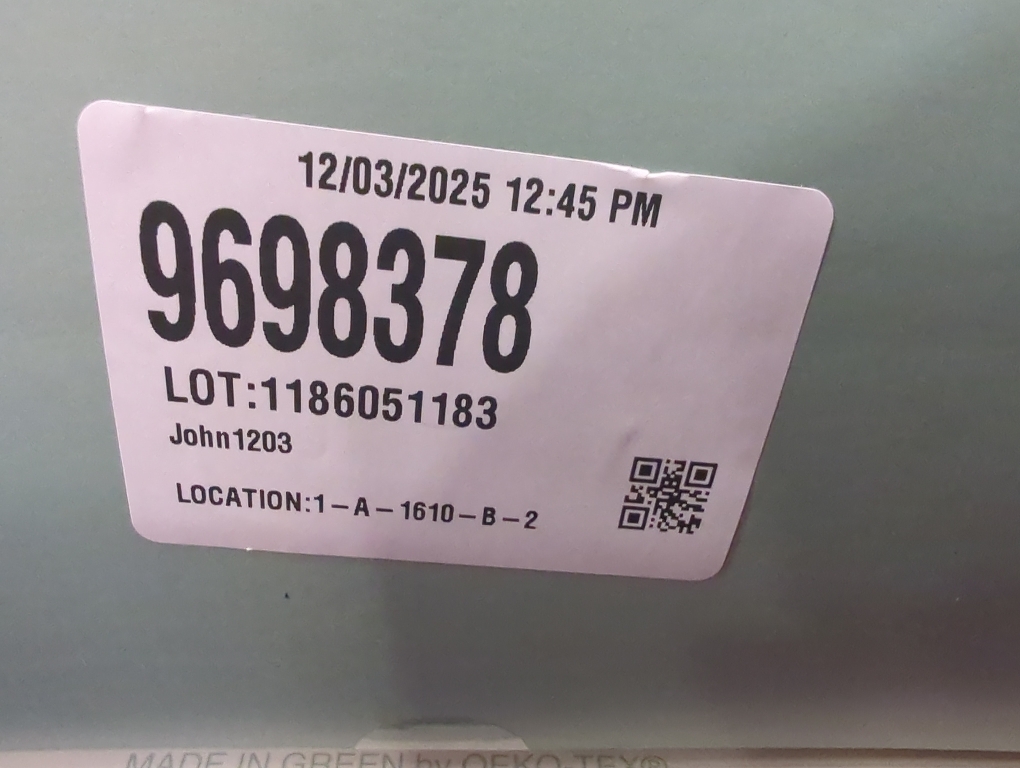 12/03/2025 12:45 PM
9698378
LOT:1186051183
John1203
LOCATION:1-A-1610-B-2
MADE IN GREEN by OEKO-TEX®